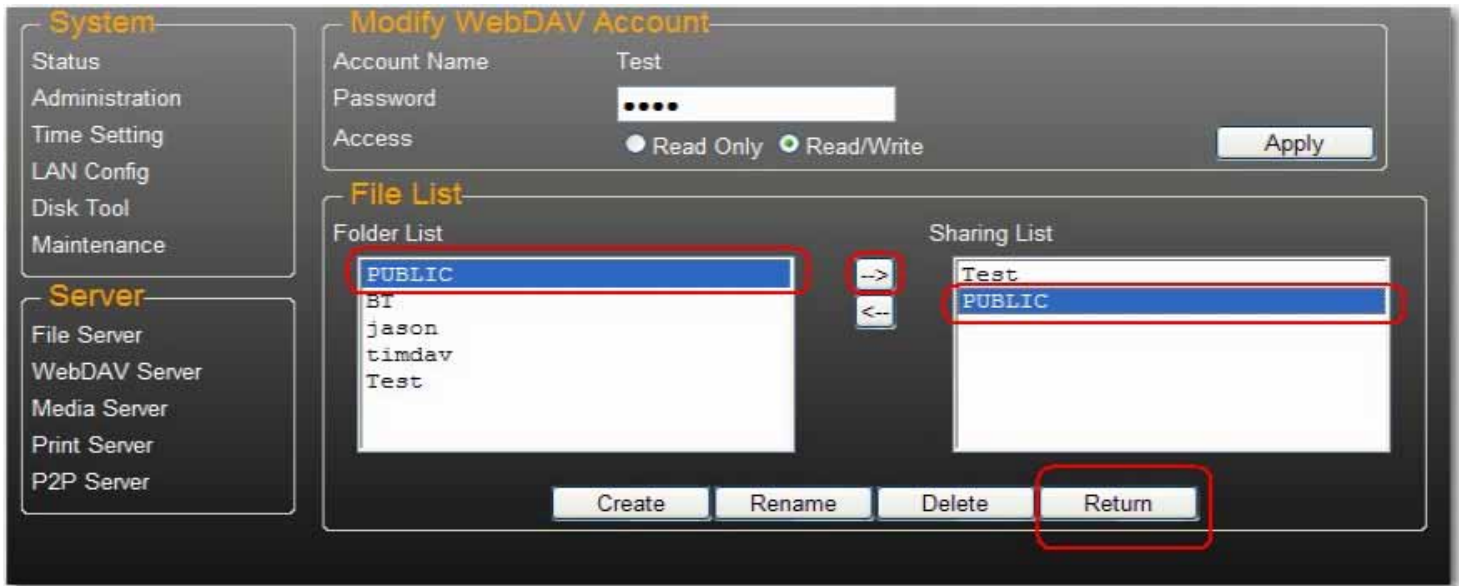 System
Status
Administration
Time Setting
LAN Config
Disk Tool
Maintenance
Server
File Server
WebDAV Server
Media Server
Print Server
P2P Server
Modify WebDAV Account
Account Name Test
Password ••••
Access Read Only Read/Write
Apply
File List
Folder List
PUBLIC
BT
jason
timdav
Test
-->
<--
Sharing List
Test
PUBLIC
Create Rename Delete Return